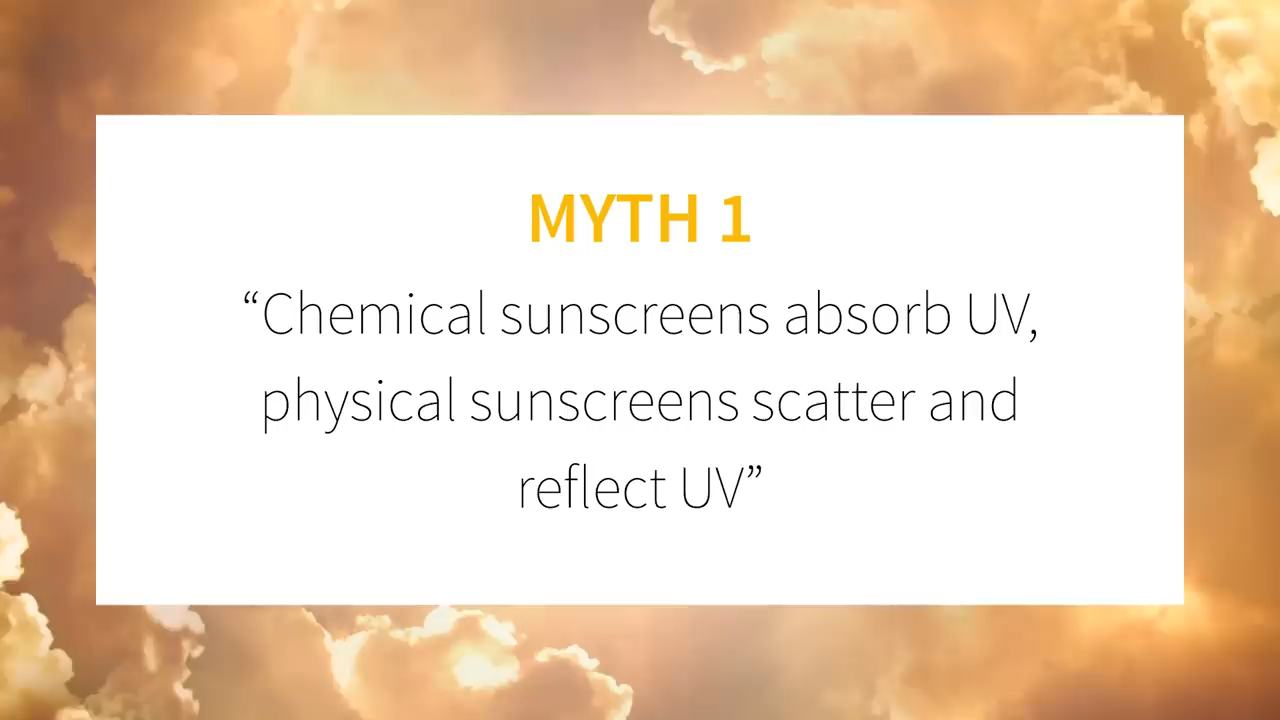 MYTH 1
“Chemical sunscreens absorb UV,
physical sunscreens scatter and
reflect UV”